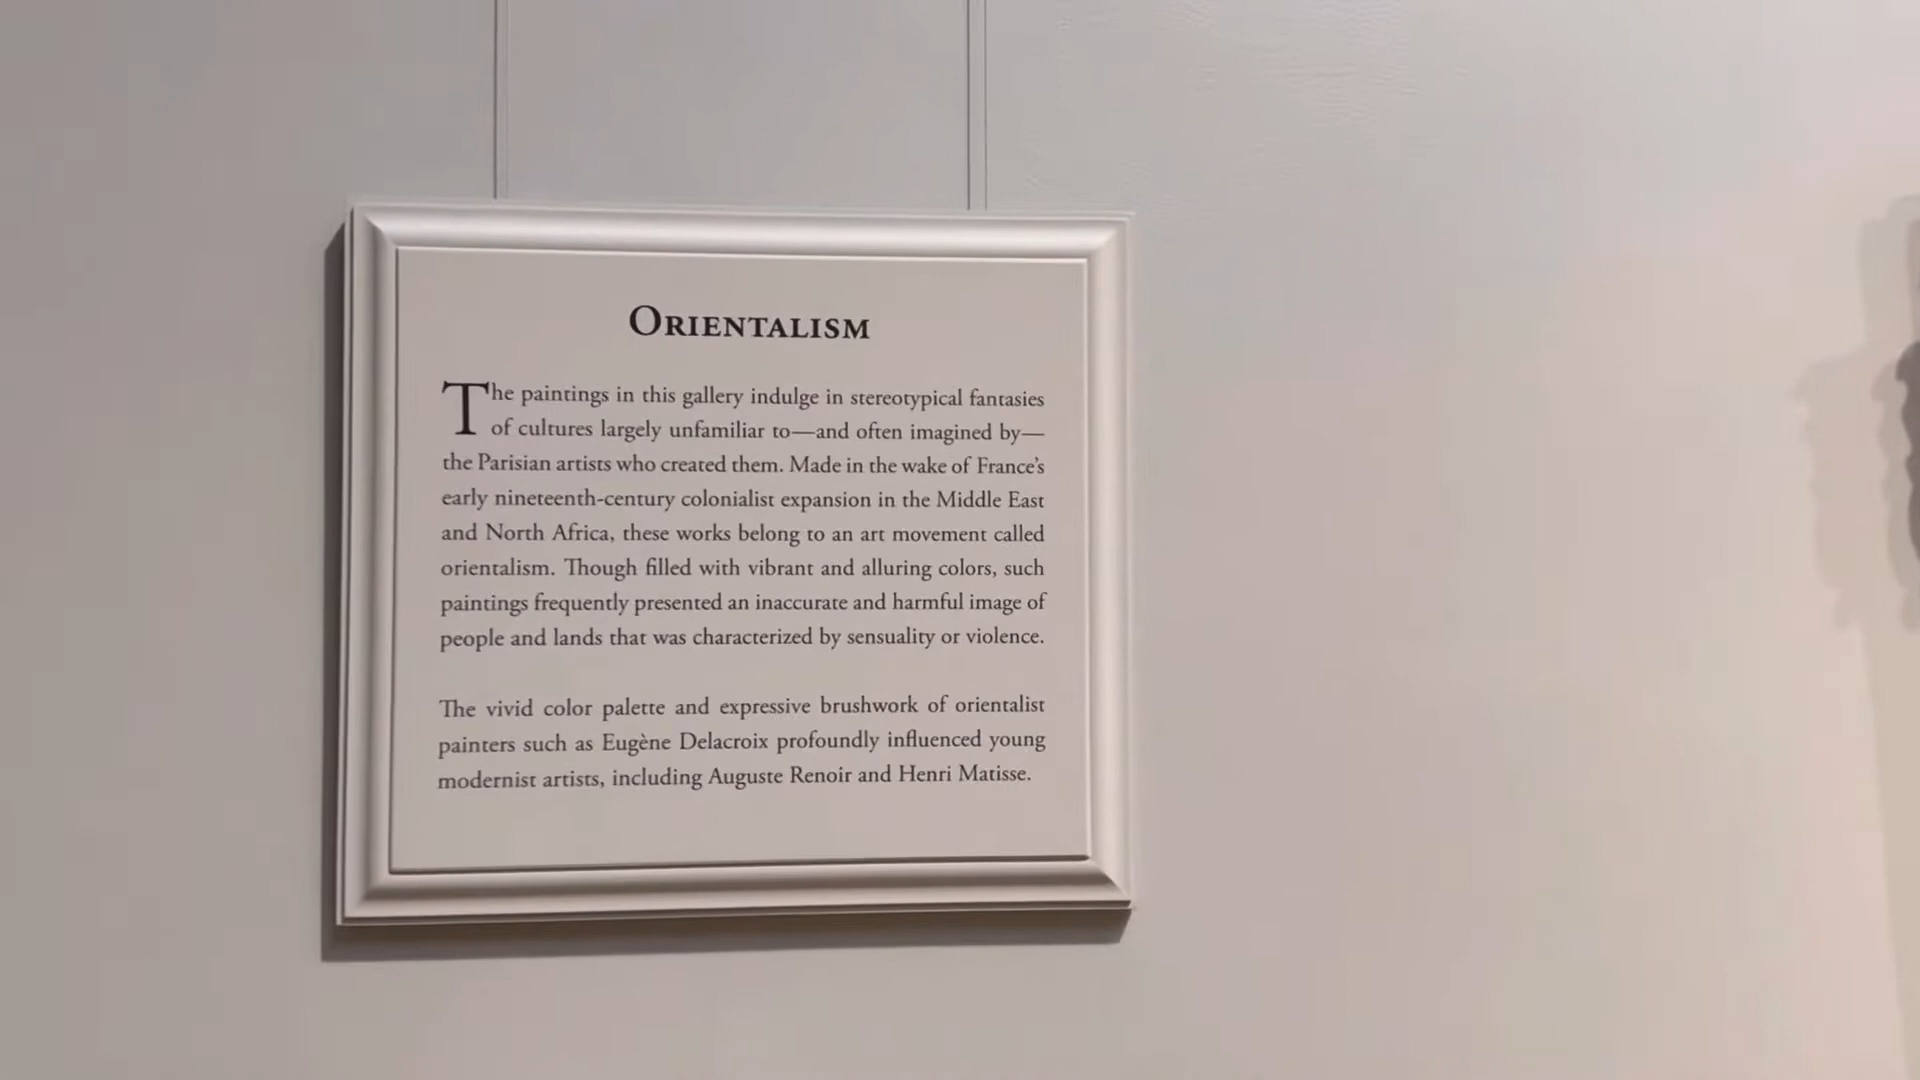 ORIENTALISM
The paintings in this gallery indulge in stereotypical fantasies
of cultures largely unfamiliar to—and often imagined by—
the Parisian artists who created them. Made in the wake of France's
early nineteenth-century colonialist expansion in the Middle East
and North Africa, these works belong to an art movement called
orientalism. Though filled with vibrant and alluring colors, such
paintings frequently presented an inaccurate and harmful image of
people and lands that was characterized by sensuality or violence.
The vivid color palette and expressive brushwork of orientalist
painters such as Eugène Delacroix profoundly influenced young
modernist artists, including Auguste Renoir and Henri Matisse.